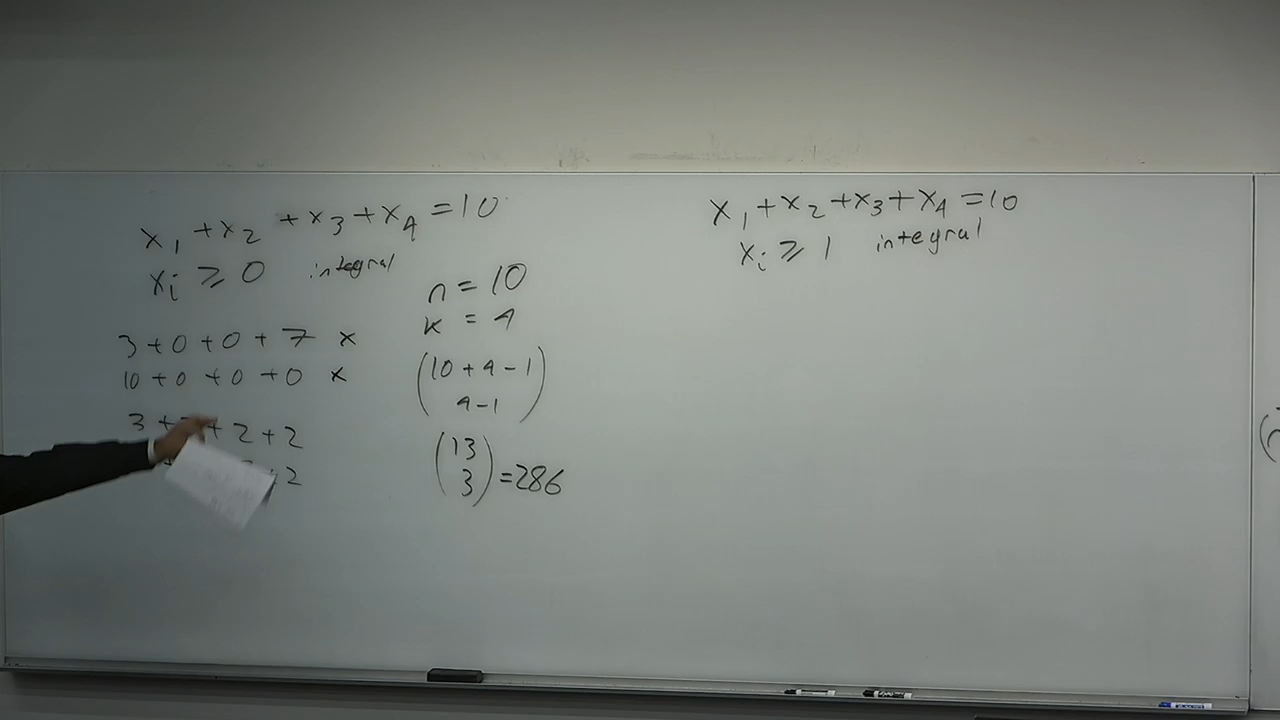 x₁ + x₂ + x₃ + x₄ = 10
xᵢ ≥ 0 integral
3 + 0 + 0 + 7 x
10 + 0 + 0 + 0 x
3 + + 2 + 2
+ 2
n = 10
k = 4
(10 + 4 - 1
4 - 1)
(13
3) = 286
x₁ + x₂ + x₃ + x₄ = 10
xᵢ ≥ 1 integral